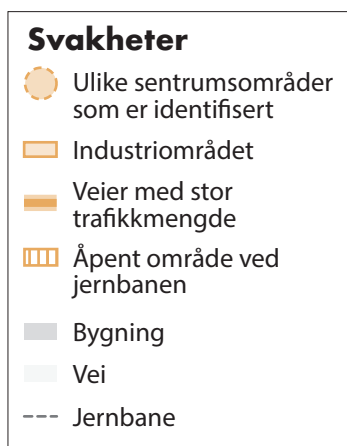 Svakheter
Ulike sentrumsområder
som er identifisert
Industriområdet
Veier med stor
trafikkmengde
Åpent område ved
jernbanen
Bygning
Vei
Jernbane